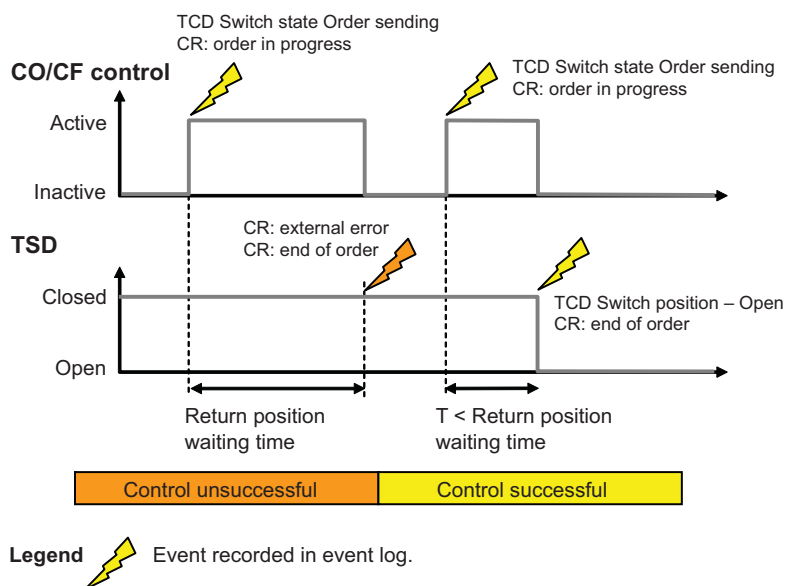 TCD Switch state Order sending
CR: order in progress
CO/CF control
TCD Switch state Order sending
CR: order in progress
Active
Inactive
CR: external error
CR: end of order
TSD
Closed
TCD Switch position – Open
CR: end of order
Open
Return position
waiting time
T < Return position
waiting time
Control unsuccessful
Control successful
Legend
Event recorded in event log.